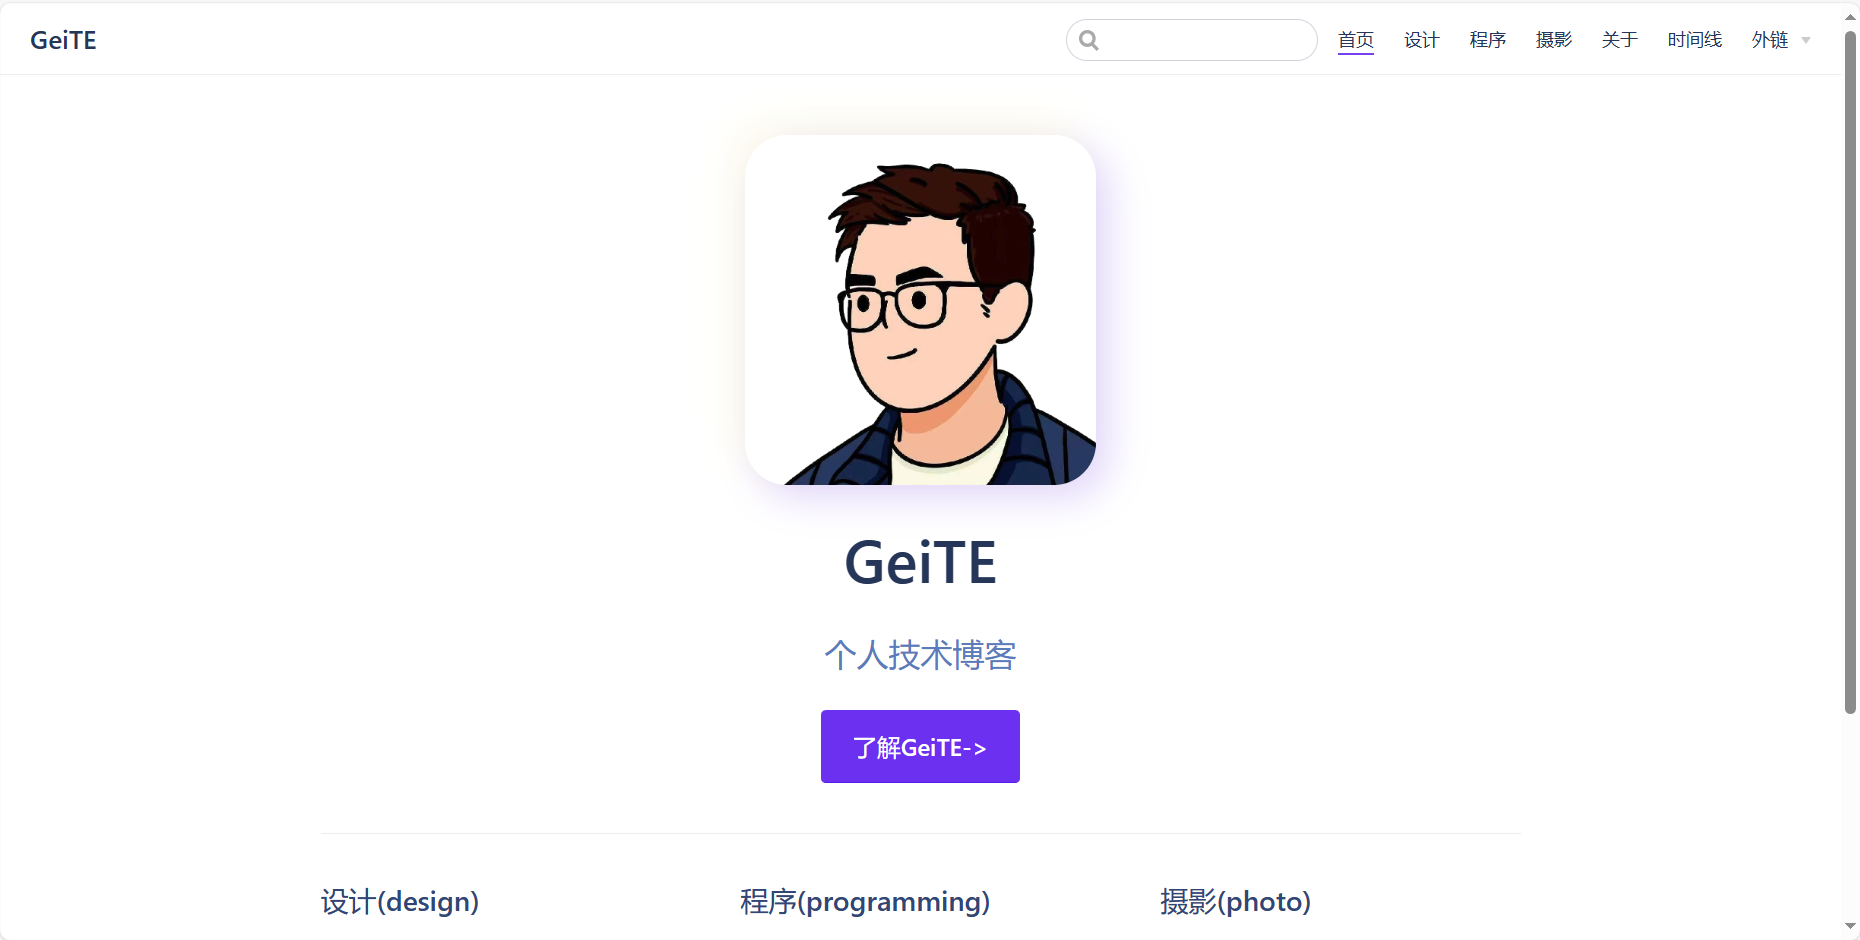 GeiTE
首页 设计 程序 摄影 关于 时间线 外链
GeiTE
个人技术博客
了解GeiTE->
设计(design)
程序(programming)
摄影(photo)